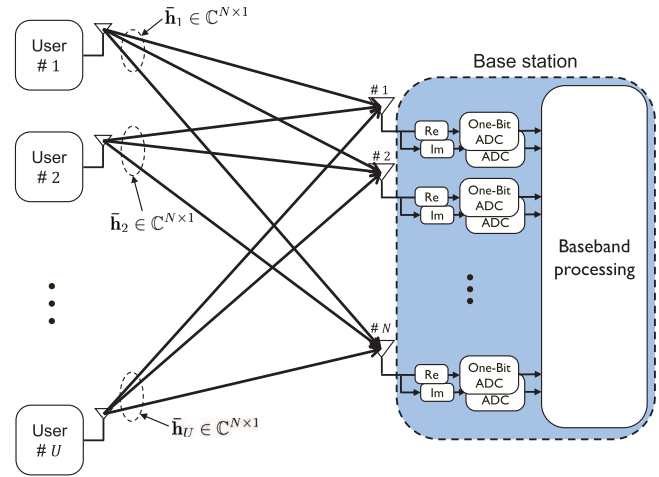 User
# 1
h̄₁ ∈ ℂ^{N×1}
User
# 2
h̄₂ ∈ ℂ^{N×1}
User
# U
h̄_U ∈ ℂ^{N×1}
Base station
# 1
Re
Im
One-Bit
ADC
ADC
# 2
Re
Im
One-Bit
ADC
ADC
# N
Re
Im
One-Bit
ADC
ADC
Baseband
processing